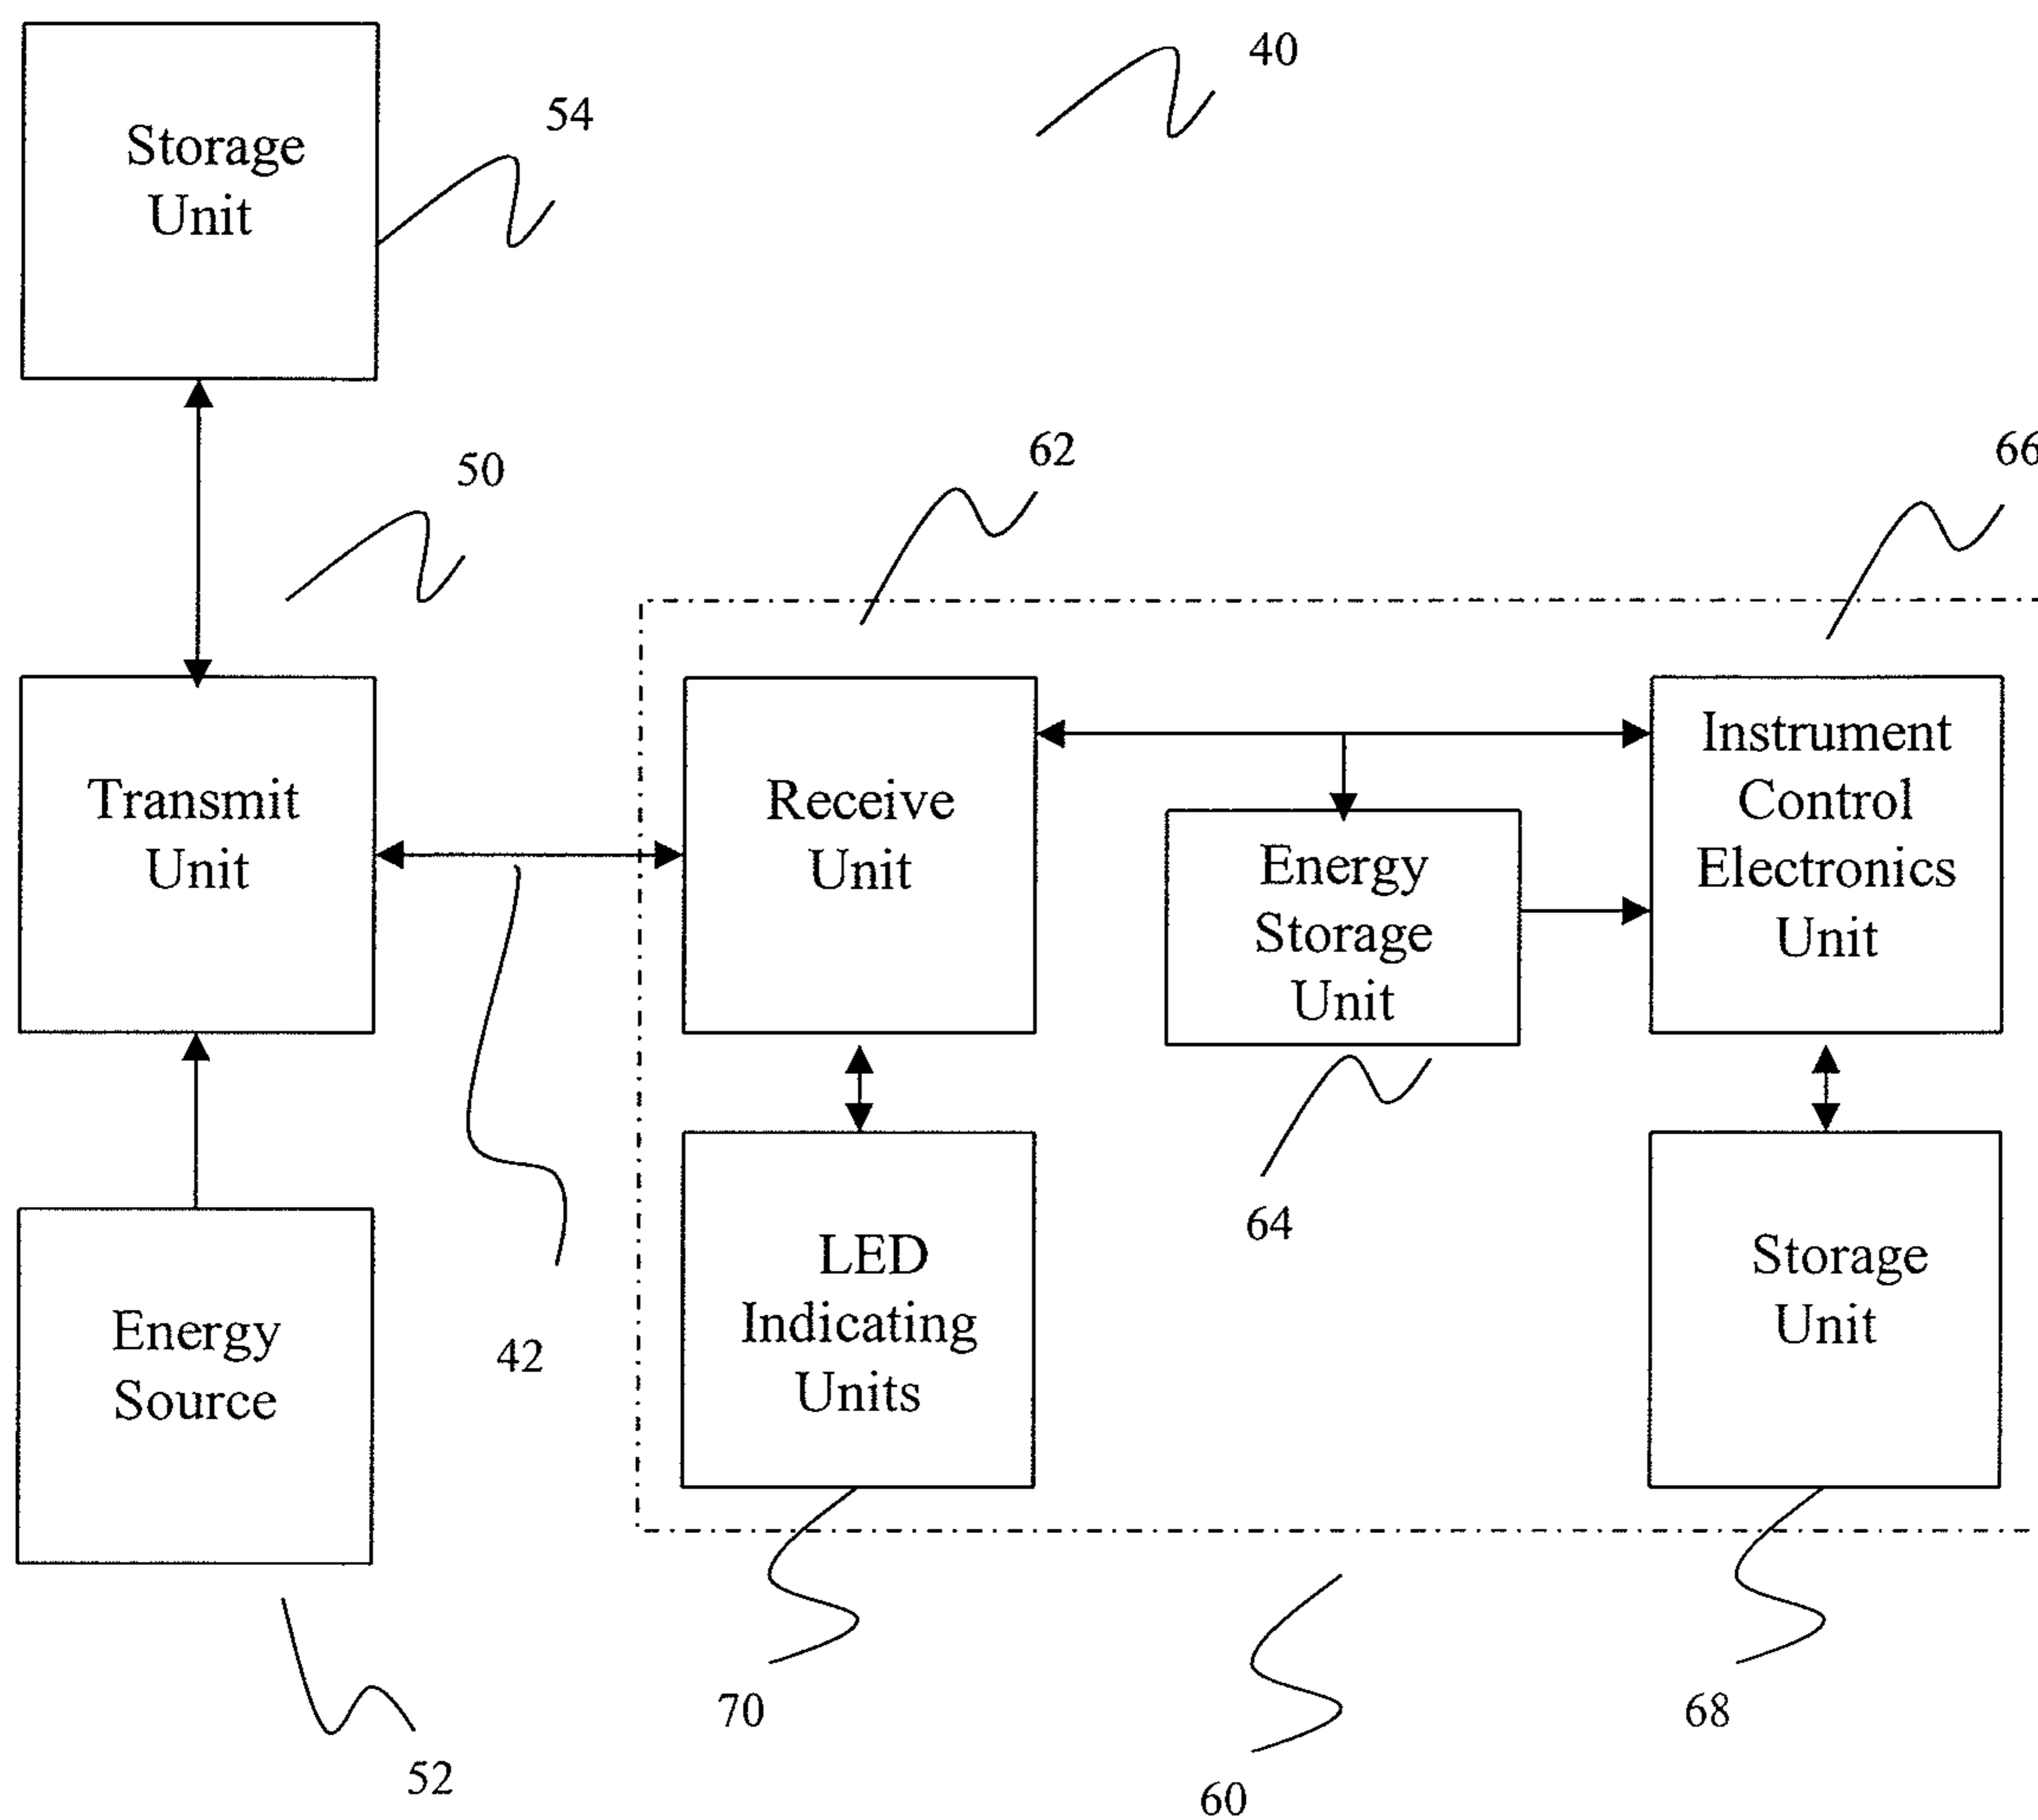 40
Storage
Unit
54
50
62
66
Transmit
Unit
Receive
Unit
Energy
Storage
Unit
Instrument
Control
Electronics
Unit
64
Energy
Source
42
LED
Indicating
Units
Storage
Unit
52
70
60
68